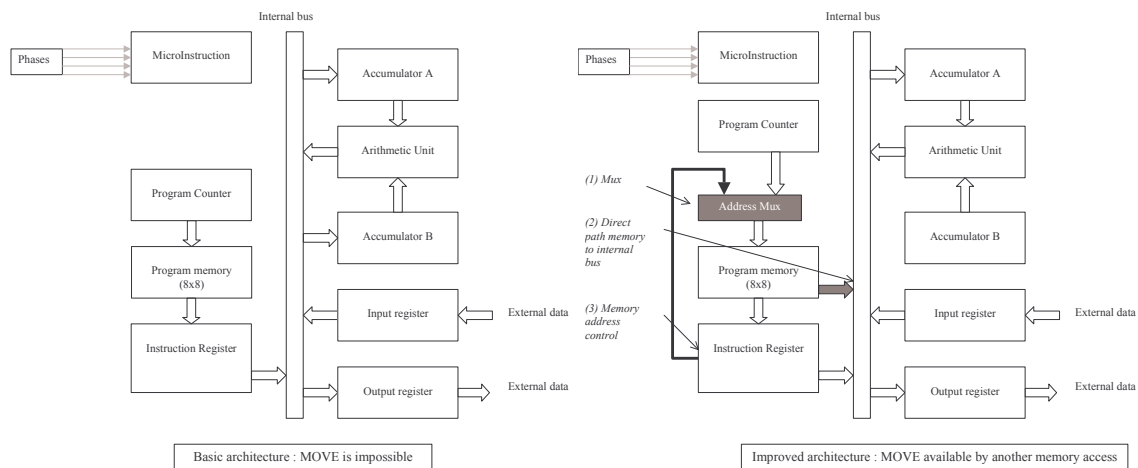 Internal bus
Phases
MicroInstruction
Accumulator A
Arithmetic Unit
Program Counter
Accumulator B
Program memory
(8x8)
Input register
External data
Instruction Register
Output register
External data
Basic architecture : MOVE is impossible
Internal bus
Phases
MicroInstruction
Accumulator A
Program Counter
Arithmetic Unit
(1) Mux
Address Mux
(2) Direct
path memory
to internal
bus
Accumulator B
Program memory
(8x8)
(3) Memory
address
control
Input register
External data
Instruction Register
Output register
External data
Improved architecture : MOVE available by another memory access